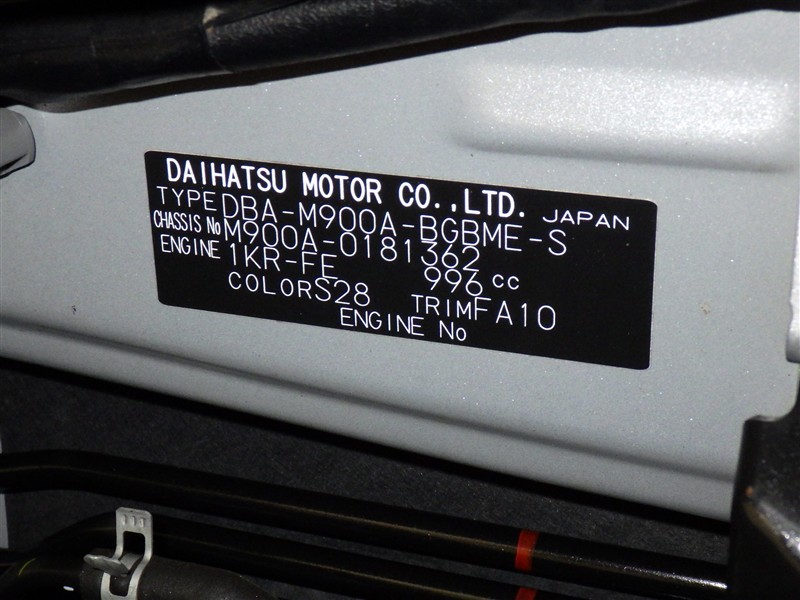 DAIHATSU MOTOR CO.,LTD. JAPAN
TYPE DBA-M900A-BGBME-S
CHASSIS No M900A-0181362
ENGINE 1KR-FE 996 cc
COLOR S28 TRIM FA10
ENGINE No